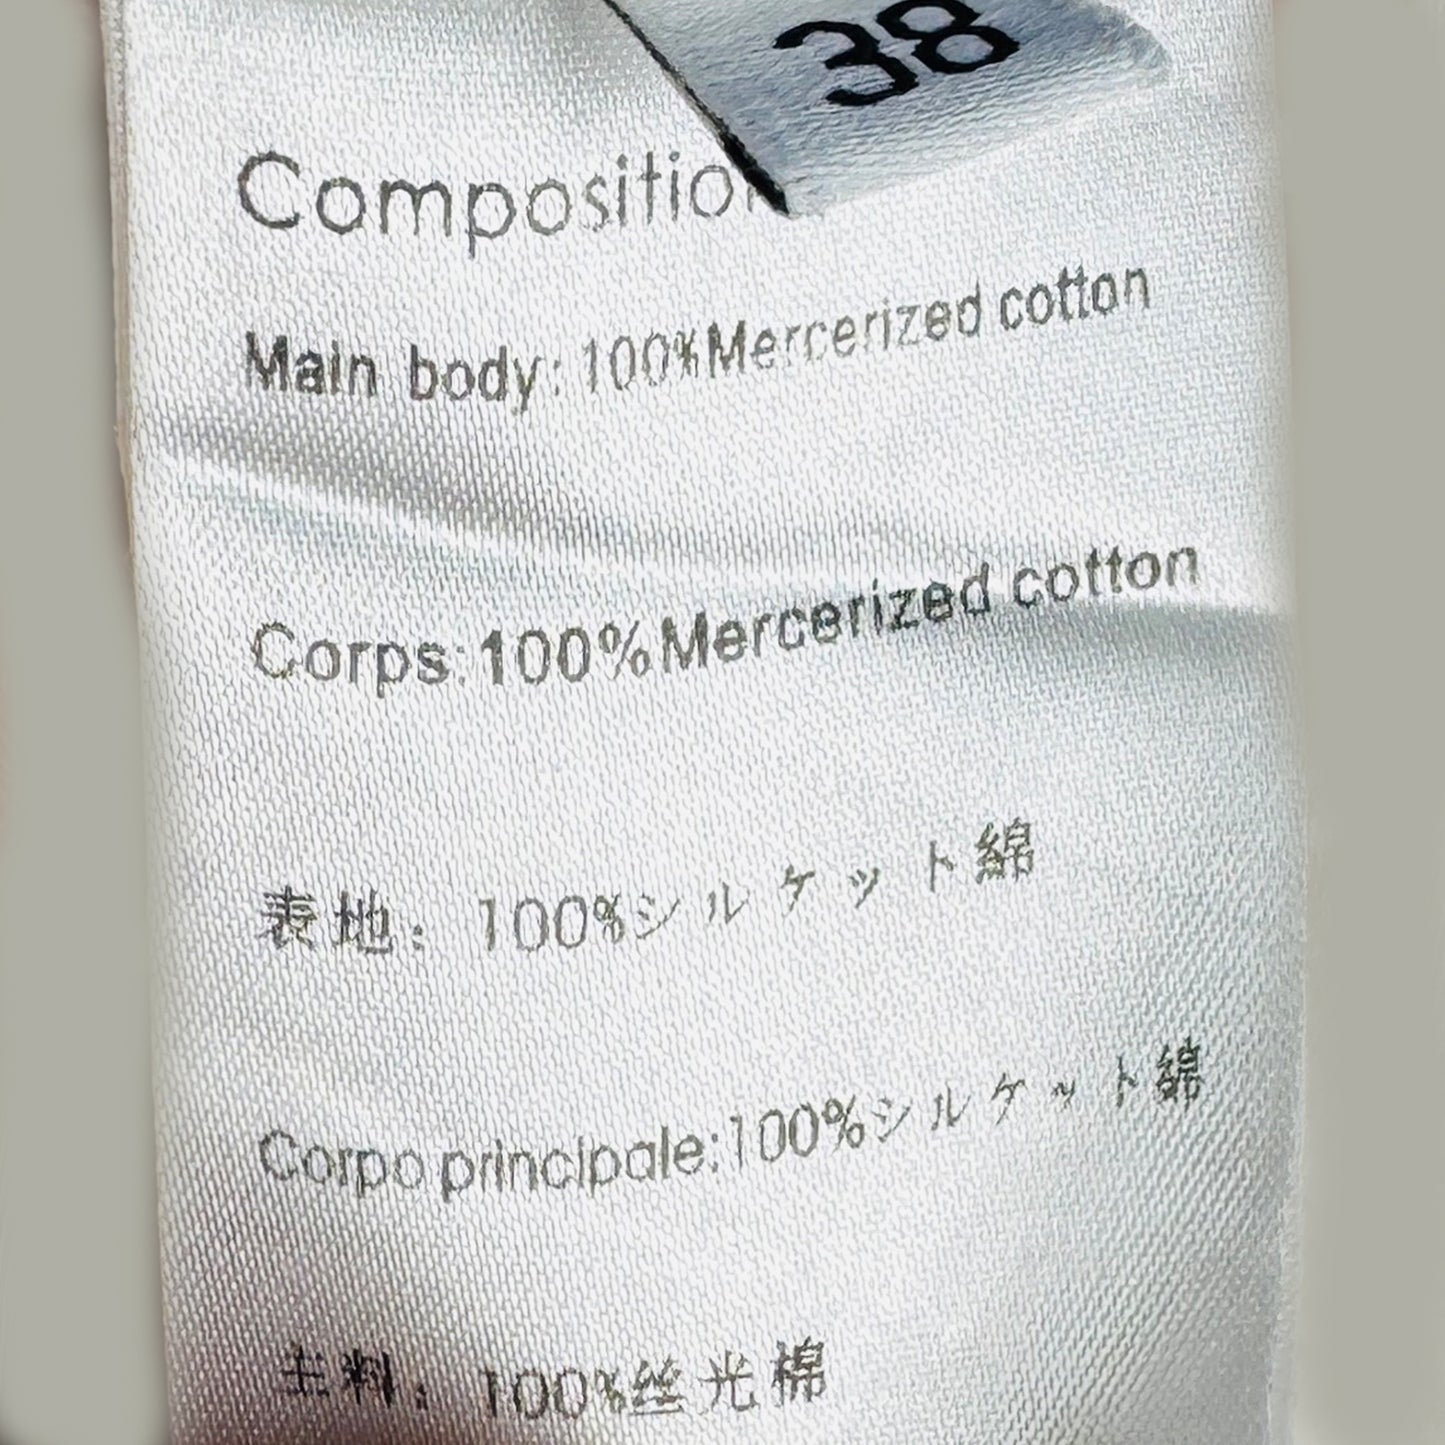 38
Composition
Main body: 100%Mercerized cotton
Corps:100%Mercerized cotton
表地: 100%シルケット綿
Corpo principale:100%シルケット綿
主料: 100%丝光棉